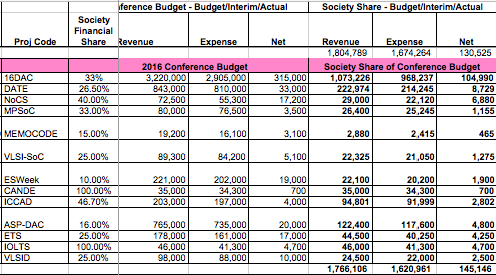 nference Budget - Budget/Interim/Actual Society Share - Budget/Interim/Actual
Proj Code Society Financial Share Revenue Expense Net Revenue Expense Net
1,804,789 1,674,264 130,525
2016 Conference Budget Society Share of Conference Budget
16DAC 33% 3,220,000 2,905,000 315,000 1,073,226 968,237 104,990
DATE 26.50% 843,000 810,000 33,000 222,974 214,245 8,729
NoCS 40.00% 72,500 55,300 17,200 29,000 22,120 6,880
MPSoC 33.00% 80,000 76,500 3,500 26,400 25,245 1,155
MEMOCODE 15.00% 19,200 16,100 3,100 2,880 2,415 465
VLSI-SoC 25.00% 89,300 84,200 5,100 22,325 21,050 1,275
ESWeek 10.00% 221,000 202,000 19,000 22,100 20,200 1,900
CANDE 100.00% 35,000 34,300 700 35,000 34,300 700
ICCAD 46.70% 203,000 197,000 4,000 94,801 91,999 2,802
ASP-DAC 16.00% 765,000 735,000 20,000 122,400 117,600 4,800
ETS 25.00% 178,000 161,000 17,000 44,500 40,250 4,250
IOLTS 100.00% 46,000 41,300 4,700 46,000 41,300 4,700
VLSID 25.00% 98,000 88,000 10,000 24,500 22,000 2,500
1,766,106 1,620,961 145,146